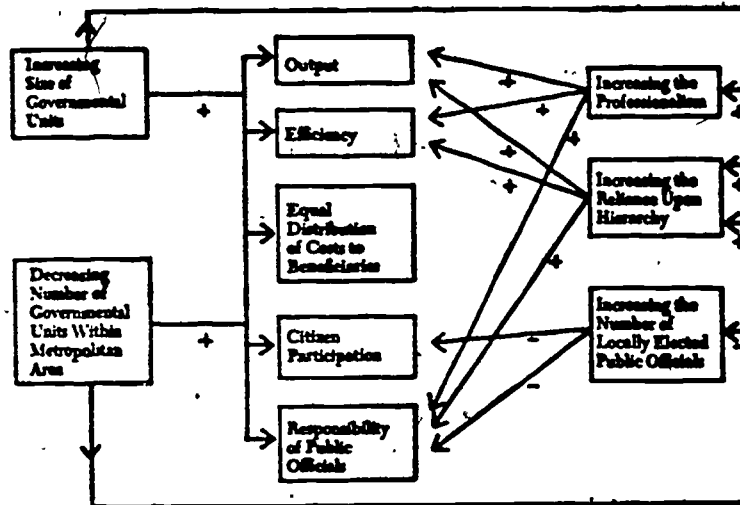 Increasing
Size of
Governmental
Units
+
Decreasing
Number of
Governmental
Units Within
Metropolitan
Area
+
Output
Efficiency
Equal
Distribution
of Costs to
Beneficiaries
Citizen
Participation
Responsibility
of Public
Officials
+
+
+
+
+
+
-
-
Increasing the
Professionalism
Increasing the
Reliance Upon
Hierarchy
Increasing the
Number of
Locally Elected
Public Officials
+
+
+
+